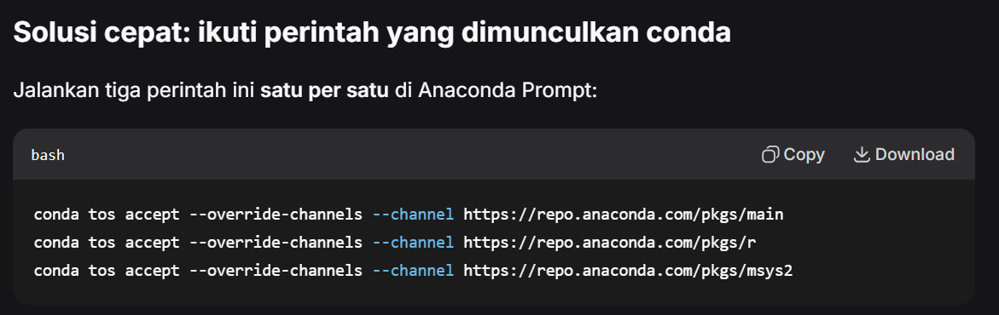 Solusi cepat: ikuti perintah yang dimunculkan conda
Jalankan tiga perintah ini satu per satu di Anaconda Prompt:
bash
Copy
Download
conda tos accept --override-channels --channel https://repo.anaconda.com/pkgs/main
conda tos accept --override-channels --channel https://repo.anaconda.com/pkgs/r
conda tos accept --override-channels --channel https://repo.anaconda.com/pkgs/msys2